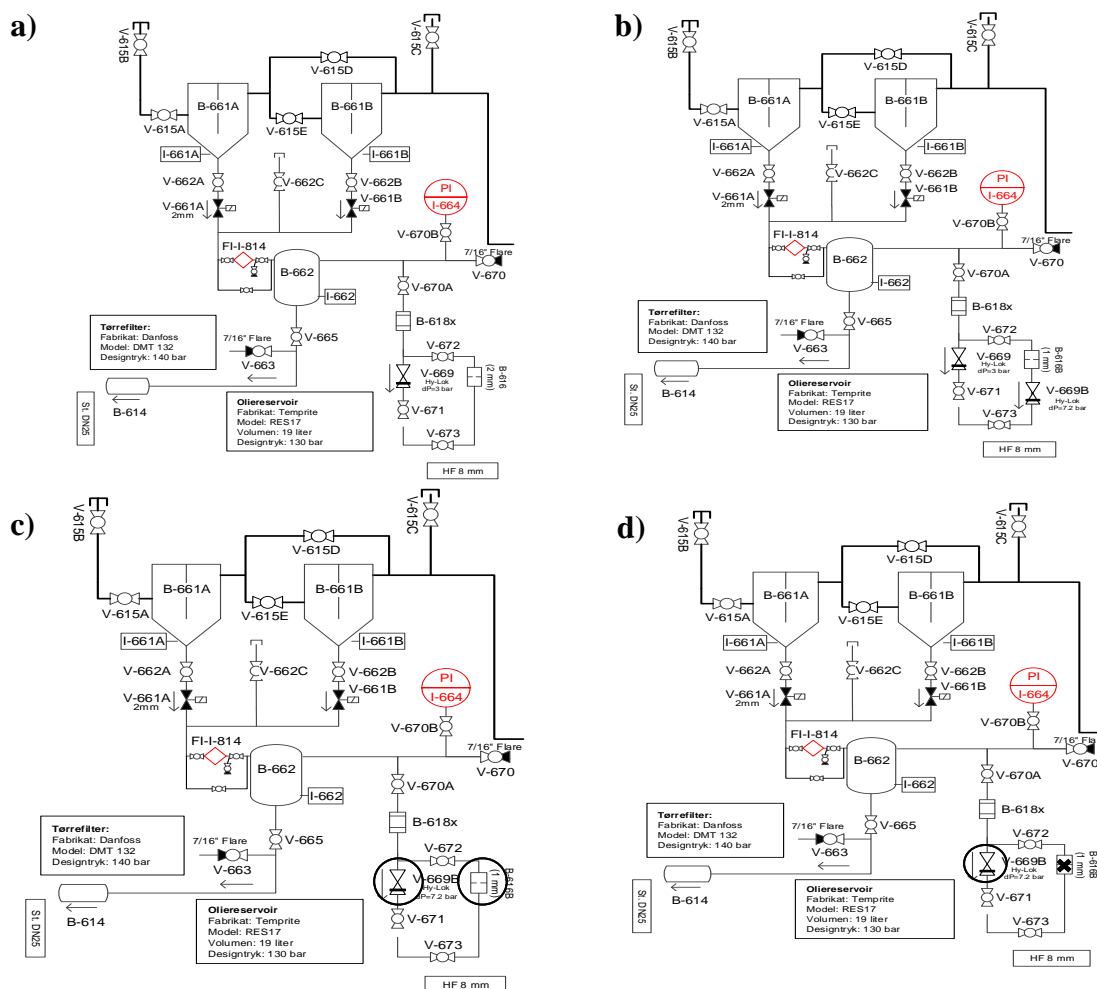 a)
V-615B
V-615C
V-615D
B-661A
B-661B
V-615A
V-615E
I-661A
I-661B
V-662A
V-662C
V-662B
V-661A
2mm
V-661B
PI
I-664
V-670B
FI-I-814
7/16" Flare
V-670
B-662
I-662
V-670A
Tørrefilter:
Fabrikat: Danfoss
Model: DMT 132
Designtryk: 140 bar
B-618x
V-665
7/16" Flare
V-663
V-672
V-669
Hy-Lok
dP=3 bar
B-616
(2 mm)
B-614
St. DN25
Oliereservoir
Fabrikat: Temprite
Model: RES17
Volumen: 19 liter
Designtryk: 130 bar
V-671
V-673
HF 8 mm
b)
V-615B
V-615C
V-615D
B-661A
B-661B
V-615A
V-615E
I-661A
I-661B
V-662A
V-662C
V-662B
V-661A
2mm
V-661B
PI
I-664
V-670B
FI-I-814
7/16" Flare
V-670
B-662
I-662
V-670A
Tørrefilter:
Fabrikat: Danfoss
Model: DMT 132
Designtryk: 140 bar
B-618x
V-665
7/16" Flare
V-663
V-672
V-669
Hy-Lok
dP=3 bar
B-616B
(1 mm)
B-614
St. DN25
Oliereservoir
Fabrikat: Temprite
Model: RES17
Volumen: 19 liter
Designtryk: 130 bar
V-671
V-669B
Hy-Lok
dP=7.2 bar
V-673
HF 8 mm
c)
V-615B
V-615C
V-615D
B-661A
B-661B
V-615A
V-615E
I-661A
I-661B
V-662A
V-662C
V-662B
V-661A
2mm
V-661B
PI
I-664
V-670B
FI-I-814
7/16" Flare
V-670
B-662
I-662
V-670A
Tørrefilter:
Fabrikat: Danfoss
Model: DMT 132
Designtryk: 140 bar
B-618x
V-665
7/16" Flare
V-663
V-672
V-669B
Hy-Lok
dP=7.2 bar
B-616B
(1 mm)
B-614
St. DN25
Oliereservoir
Fabrikat: Temprite
Model: RES17
Volumen: 19 liter
Designtryk: 130 bar
V-671
V-673
HF 8 mm
d)
V-615B
V-615C
V-615D
B-661A
B-661B
V-615A
V-615E
I-661A
I-661B
V-662A
V-662C
V-662B
V-661A
2mm
V-661B
PI
I-664
V-670B
FI-I-814
7/16" Fla
V-670
B-662
I-662
V-670A
Tørrefilter:
Fabrikat: Danfoss
Model: DMT 132
Designtryk: 140 bar
B-618x
V-665
7/16" Flare
V-663
V-672
V-669B
Hy-Lok
dP=7.2 bar
B-616B
(1 mm)
B-614
St. DN25
Oliereservoir
Fabrikat: Temprite
Model: RES17
Volumen: 19 liter
Designtryk: 130 bar
V-671
V-673
HF 8 mm